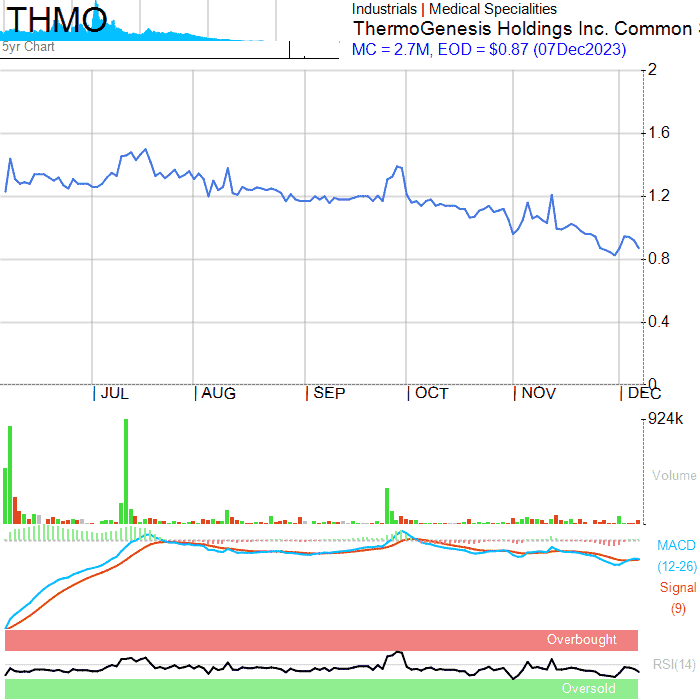 THMO
5yr Chart
Industrials | Medical Specialities
ThermoGenesis Holdings Inc. Common
MC = 2.7M, EOD = $0.87 (07Dec2023)
2
1.6
1.2
0.8
0.4
0
JUL
AUG
SEP
OCT
NOV
DEC
924k
Volume
MACD
(12-26)
Signal
(9)
Overbought
RSI(14)
Oversold